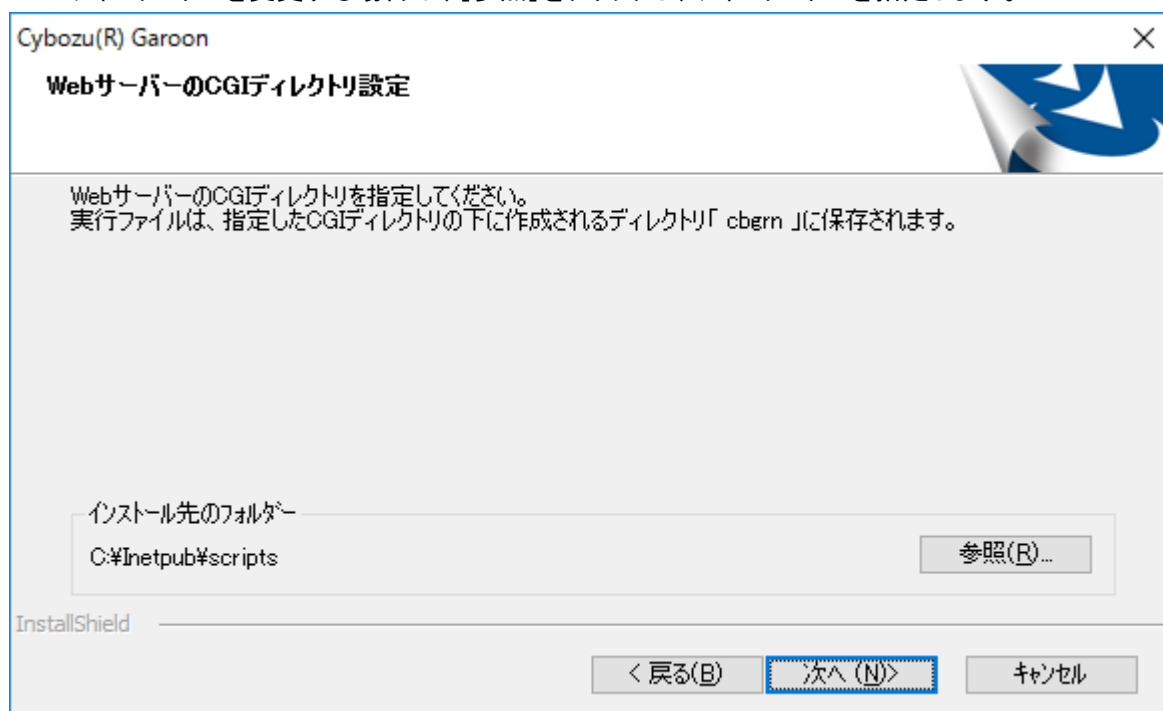 Cybozu(R) Garoon
WebサーバーのCGIディレクトリ設定
WebサーバーのCGIディレクトリを指定してください。
実行ファイルは、指定したCGIディレクトリの下に作成されるディレクトリ「 cbgrn 」に保存されます。
インストール先のフォルダー
C:¥Inetpub¥scripts
参照(R)...
InstallShield
< 戻る(B)
次へ (N)>
キャンセル